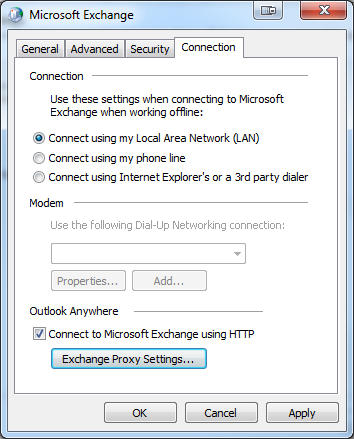 Microsoft Exchange
General
Advanced
Security
Connection
Connection
Use these settings when connecting to Microsoft
Exchange when working offline:
Connect using my Local Area Network (LAN)
Connect using my phone line
Connect using Internet Explorer's or a 3rd party dialer
Modem
Use the following Dial-Up Networking connection:
Properties...
Add...
Outlook Anywhere
Connect to Microsoft Exchange using HTTP
Exchange Proxy Settings...
OK
Cancel
Apply